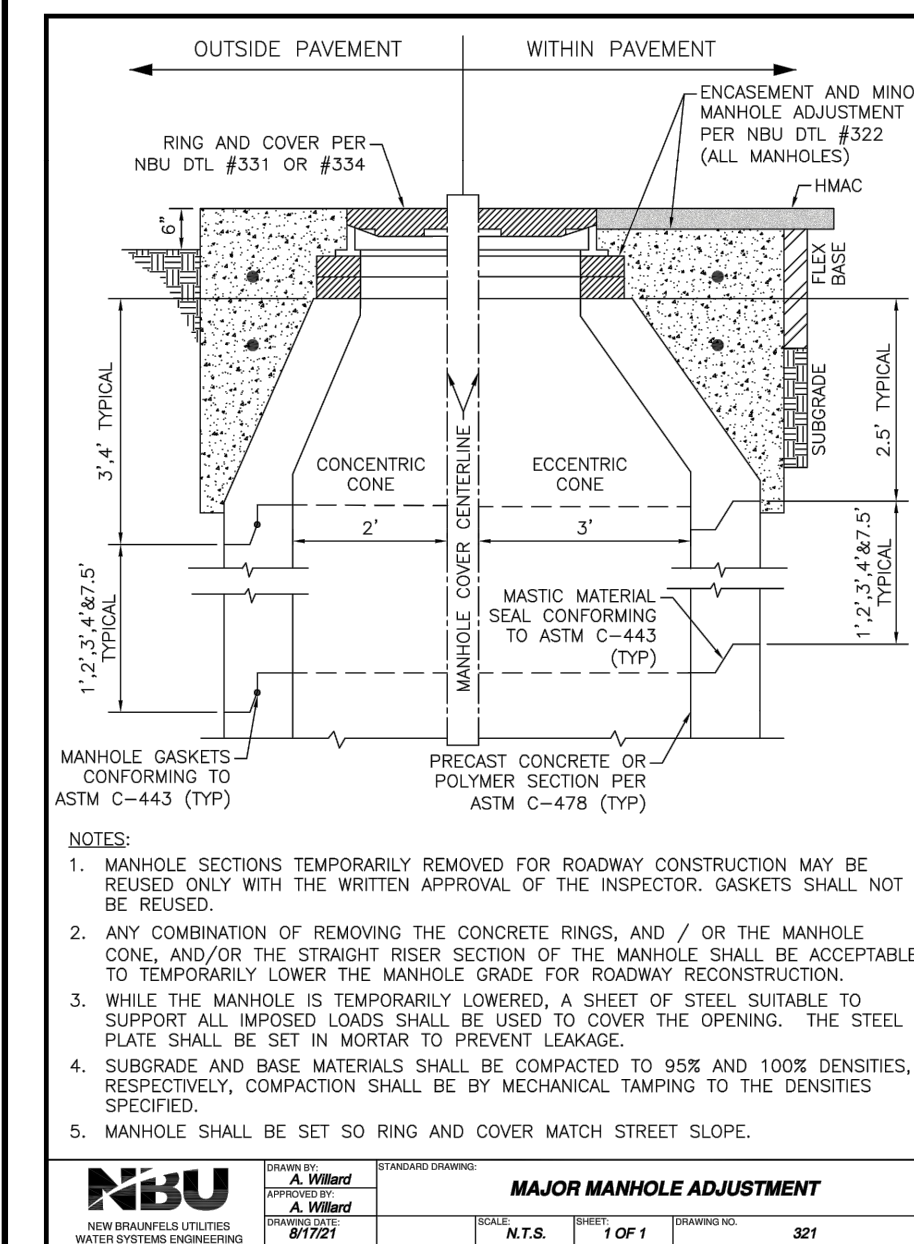 OUTSIDE PAVEMENT
WITHIN PAVEMENT
ENCASEMENT AND MINO
MANHOLE ADJUSTMENT
PER NBU DTL #322
(ALL MANHOLES)
RING AND COVER PER
NBU DTL #331 OR #334
HMAC
6"
FLEX
BASE
SUBGRADE
3',4' TYPICAL
2.5' TYPICAL
CONCENTRIC
CONE
ECCENTRIC
CONE
MANHOLE COVER CENTERLINE
2'
3'
1',2',3',4'&7.5'
TYPICAL
1',2',3',4'&7.5'
TYPICAL
MASTIC MATERIAL
SEAL CONFORMING
TO ASTM C-443
(TYP)
MANHOLE GASKETS
CONFORMING TO
ASTM C-443 (TYP)
PRECAST CONCRETE OR
POLYMER SECTION PER
ASTM C-478 (TYP)
NOTES:
1. MANHOLE SECTIONS TEMPORARILY REMOVED FOR ROADWAY CONSTRUCTION MAY BE
REUSED ONLY WITH THE WRITTEN APPROVAL OF THE INSPECTOR. GASKETS SHALL NOT
BE REUSED.
2. ANY COMBINATION OF REMOVING THE CONCRETE RINGS, AND / OR THE MANHOLE
CONE, AND/OR THE STRAIGHT RISER SECTION OF THE MANHOLE SHALL BE ACCEPTABLE
TO TEMPORARILY LOWER THE MANHOLE GRADE FOR ROADWAY RECONSTRUCTION.
3. WHILE THE MANHOLE IS TEMPORARILY LOWERED, A SHEET OF STEEL SUITABLE TO
SUPPORT ALL IMPOSED LOADS SHALL BE USED TO COVER THE OPENING. THE STEEL
PLATE SHALL BE SET IN MORTAR TO PREVENT LEAKAGE.
4. SUBGRADE AND BASE MATERIALS SHALL BE COMPACTED TO 95% AND 100% DENSITIES,
RESPECTIVELY, COMPACTION SHALL BE BY MECHANICAL TAMPING TO THE DENSITIES
SPECIFIED.
5. MANHOLE SHALL BE SET SO RING AND COVER MATCH STREET SLOPE.
NBU
NEW BRAUNFELS UTILITIES
WATER SYSTEMS ENGINEERING
DRAWN BY:
A. Willard
APPROVED BY:
A. Willard
DRAWING DATE:
8/17/21
STANDARD DRAWING:
MAJOR MANHOLE ADJUSTMENT
SCALE:
N.T.S.
SHEET:
1 OF 1
DRAWING NO.
321